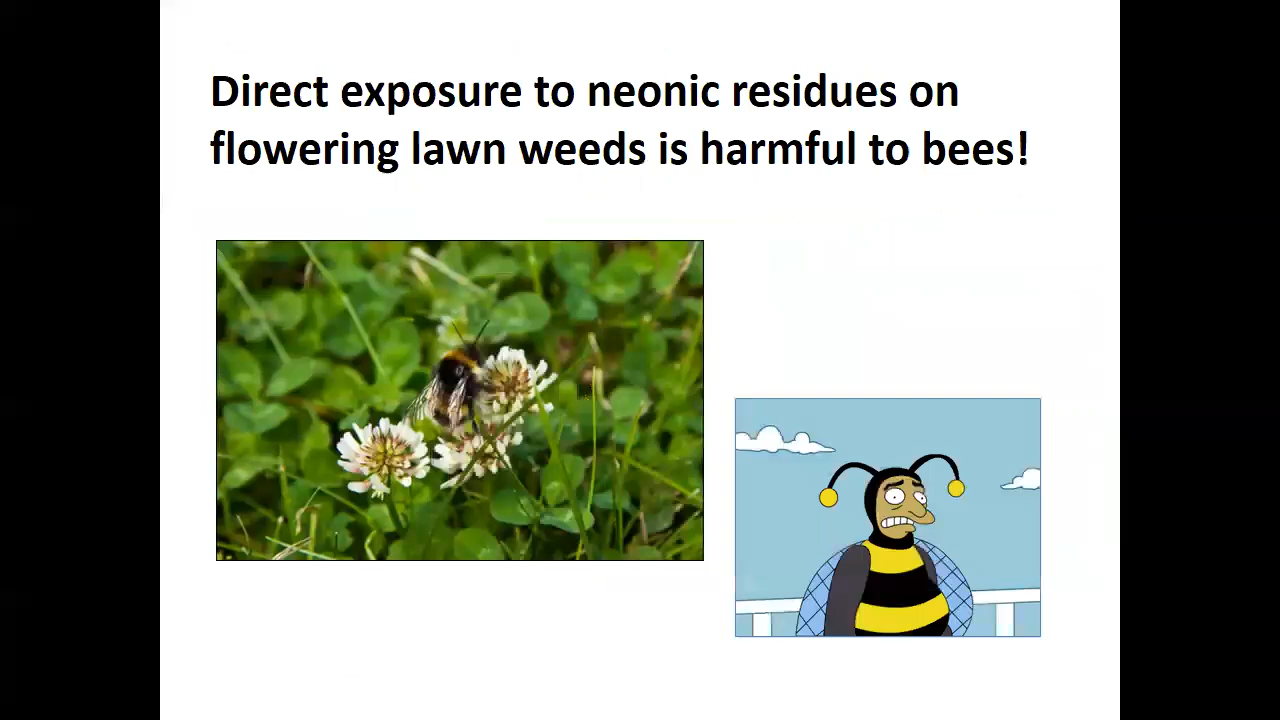 Direct exposure to neonic residues on
flowering lawn weeds is harmful to bees!